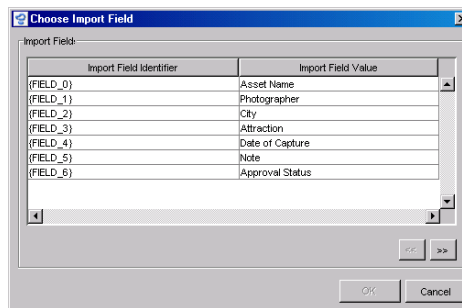 Choose Import Field
Import Fields
Import Field Identifier Import Field Value
{FIELD_0} Asset Name
{FIELD_1} Photographer
{FIELD_2} City
{FIELD_3} Attraction
{FIELD_4} Date of Capture
{FIELD_5} Note
{FIELD_6} Approval Status
<< >>
OK Cancel